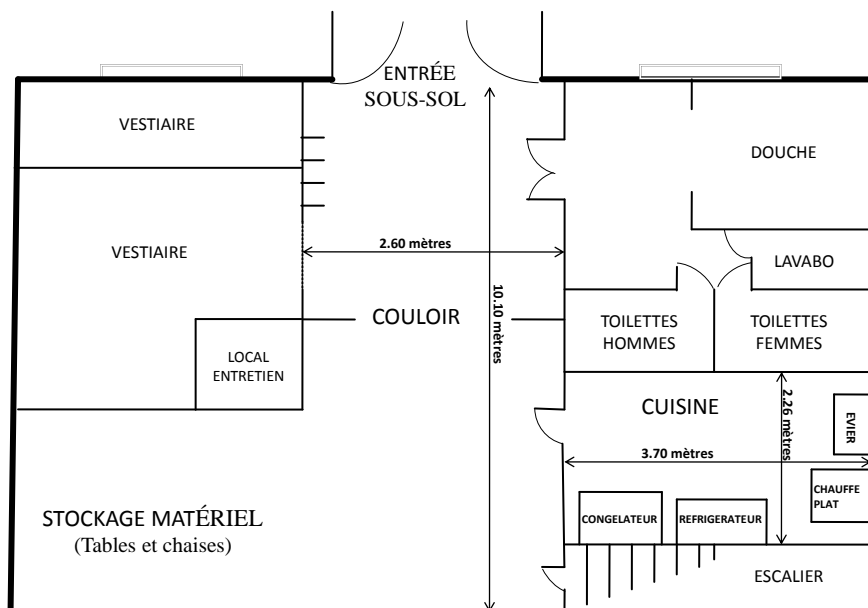 ENTRÉE
SOUS-SOL
VESTIAIRE
DOUCHE
VESTIAIRE
2.60 mètres
LAVABO
10.10 mètres
COULOIR
TOILETTES
HOMMES
TOILETTES
FEMMES
LOCAL
ENTRETIEN
CUISINE
2.26 mètres
EVIER
3.70 mètres
CHAUFFE
PLAT
STOCKAGE MATÉRIEL
(Tables et chaises)
CONGELATEUR
REFRIGERATEUR
ESCALIER